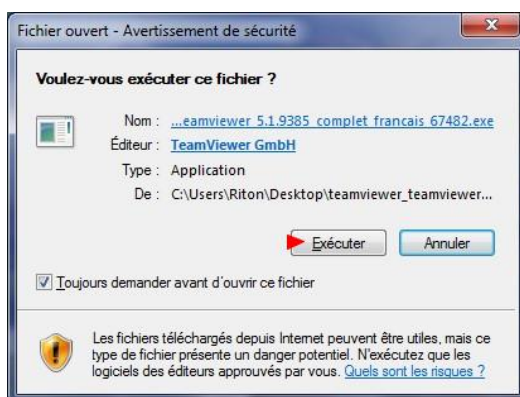 Fichier ouvert - Avertissement de sécurité
Voulez-vous exécuter ce fichier ?
Nom : ...eamviewer 5.1.9385 complet francais 67482.exe
Éditeur : TeamViewer GmbH
Type : Application
De : C:\Users\Riton\Desktop\teamviewer_teamviewer...
Exécuter Annuler
Toujours demander avant d'ouvrir ce fichier
Les fichiers téléchargés depuis Internet peuvent être utiles, mais ce
type de fichier présente un danger potentiel. N'exécutez que les
logiciels des éditeurs approuvés par vous. Quels sont les risques ?